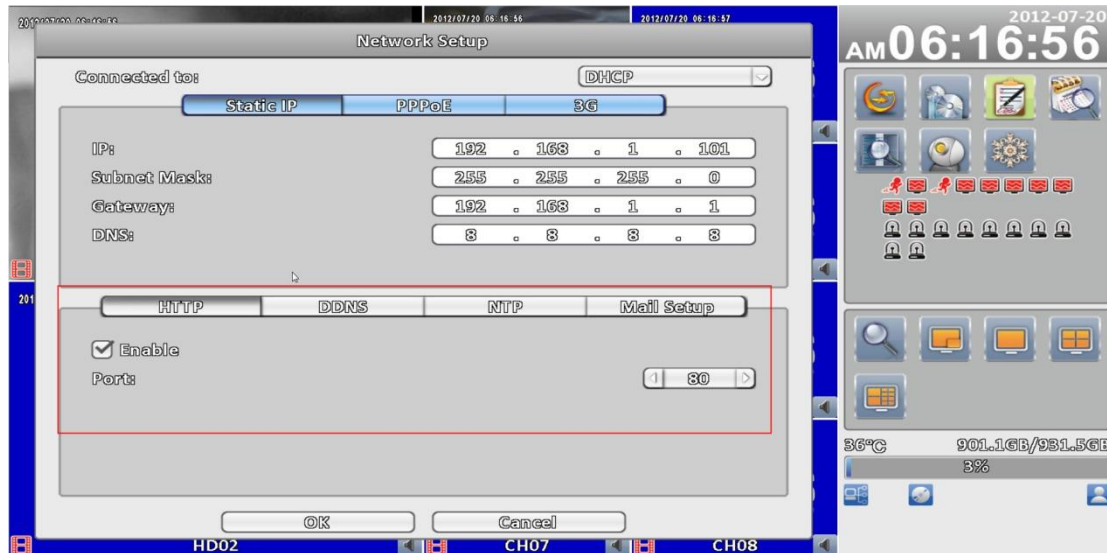 2012/07/20 06:16:56
2012/07/20 06:16:57
2012-07-20
AM06:16:56
Network Setup
Connected to:
DHCP
Static IP
PPPoE
3G
IP:
192 . 168 . 1 . 101
Subnet Mask:
255 . 255 . 255 . 0
Gateway:
192 . 168 . 1 . 1
DNS:
8 . 8 . 8 . 8
201
HTTP
DDNS
NTP
Mail Setup
Enable
Port:
80
36°C
901.1GB/931.5GB
3%
OK
Cancel
HD02
CH07
CH08